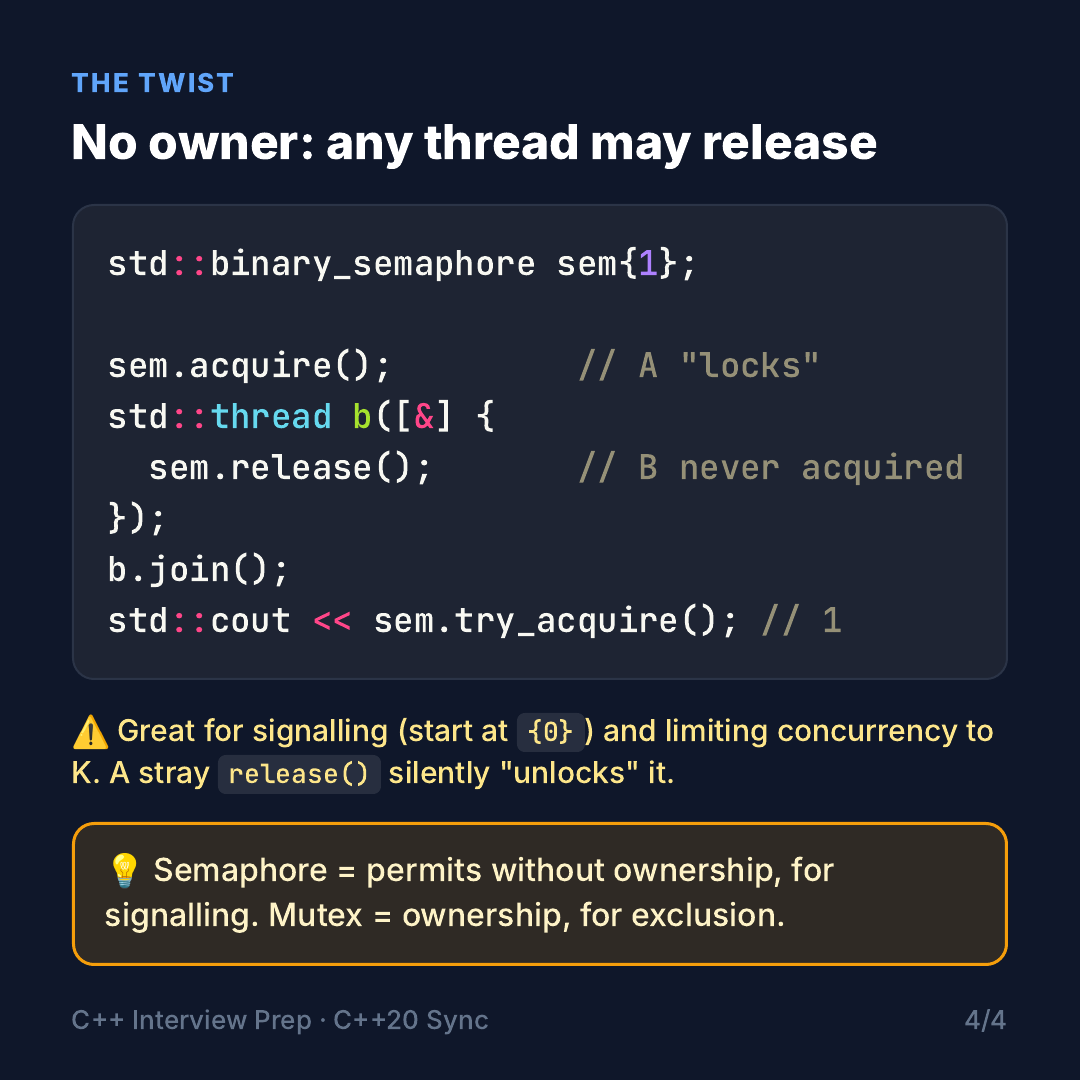 THE TWIST
No owner: any thread may release
std::binary_semaphore sem{1};
sem.acquire();         // A "locks"
std::thread b([&] {
  sem.release();       // B never acquired
});
b.join();
std::cout << sem.try_acquire(); // 1
⚠️ Great for signalling (start at {0}) and limiting concurrency to
K. A stray release() silently "unlocks" it.
💡 Semaphore = permits without ownership, for
signalling. Mutex = ownership, for exclusion.
C++ Interview Prep · C++20 Sync
4/4